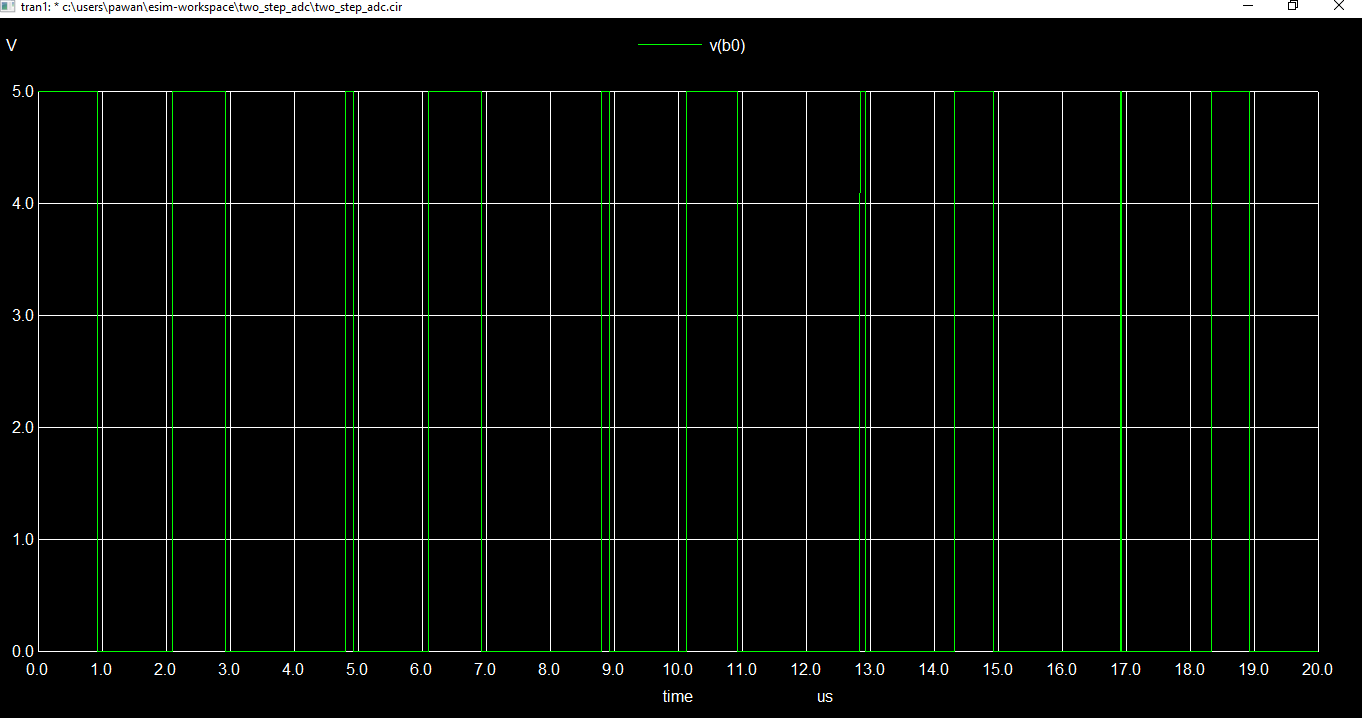 tran1: * c:\users\pawan\esim-workspace\two_step_adc\two_step_adc.cir
V
v(b0)
5.0
4.0
3.0
2.0
1.0
0.0
0.0 1.0 2.0 3.0 4.0 5.0 6.0 7.0 8.0 9.0 10.0 11.0 12.0 13.0 14.0 15.0 16.0 17.0 18.0 19.0 20.0
time us